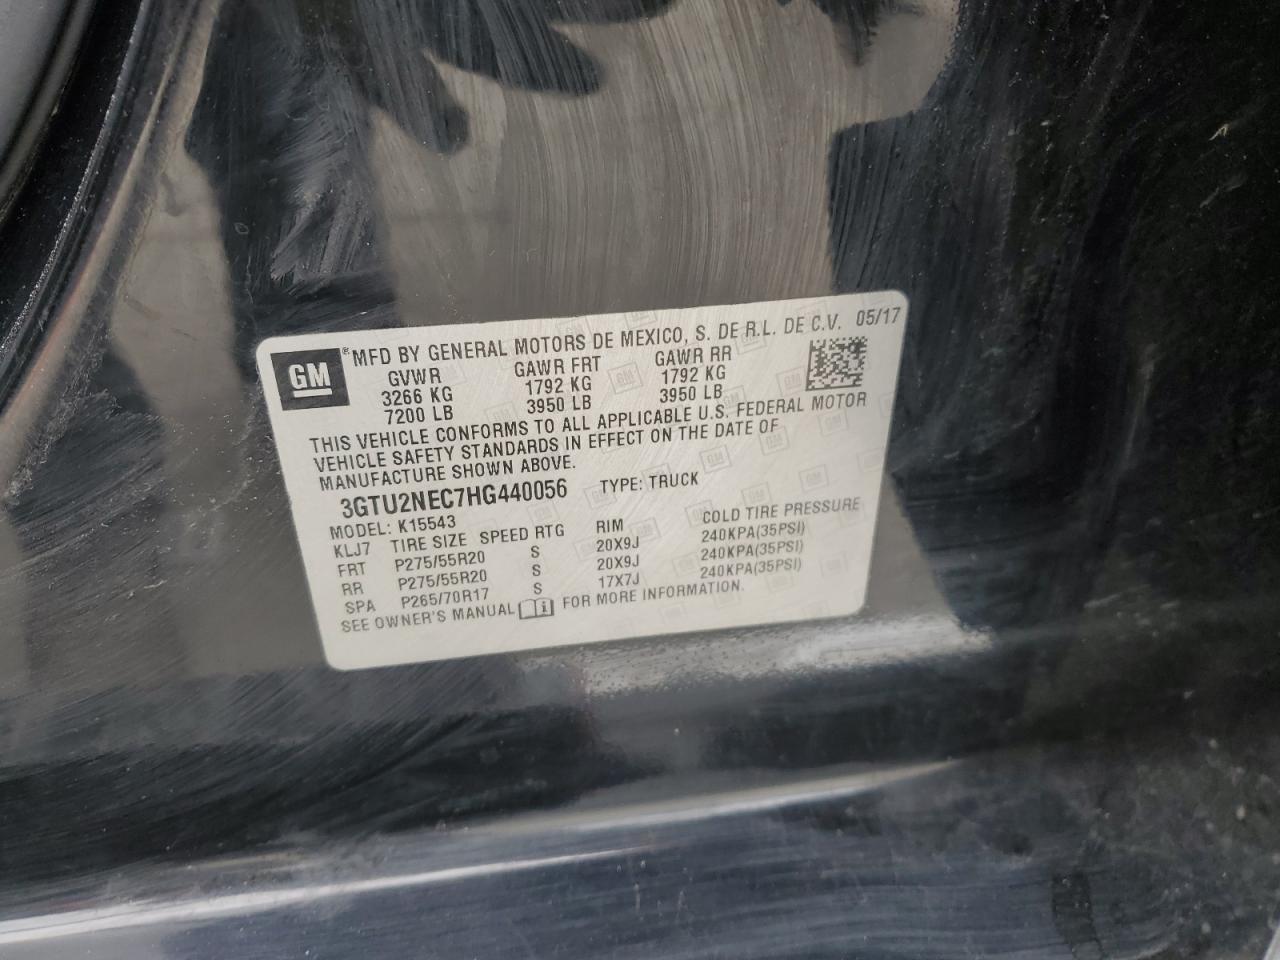 GM ® MFD BY GENERAL MOTORS DE MEXICO, S. DE R.L. DE C.V. 05/17
GVWR GAWR FRT GAWR RR
3266 KG 1792 KG 1792 KG
7200 LB 3950 LB 3950 LB
THIS VEHICLE CONFORMS TO ALL APPLICABLE U.S. FEDERAL MOTOR
VEHICLE SAFETY STANDARDS IN EFFECT ON THE DATE OF
MANUFACTURE SHOWN ABOVE.
3GTU2NEC7HG440056 TYPE: TRUCK
MODEL: K15543
KLJ7 TIRE SIZE SPEED RTG RIM COLD TIRE PRESSURE
FRT P275/55R20 S 20X9J 240KPA(35PSI)
RR P275/55R20 S 20X9J 240KPA(35PSI)
SPA P265/70R17 S 17X7J 240KPA(35PSI)
SEE OWNER'S MANUAL FOR MORE INFORMATION.